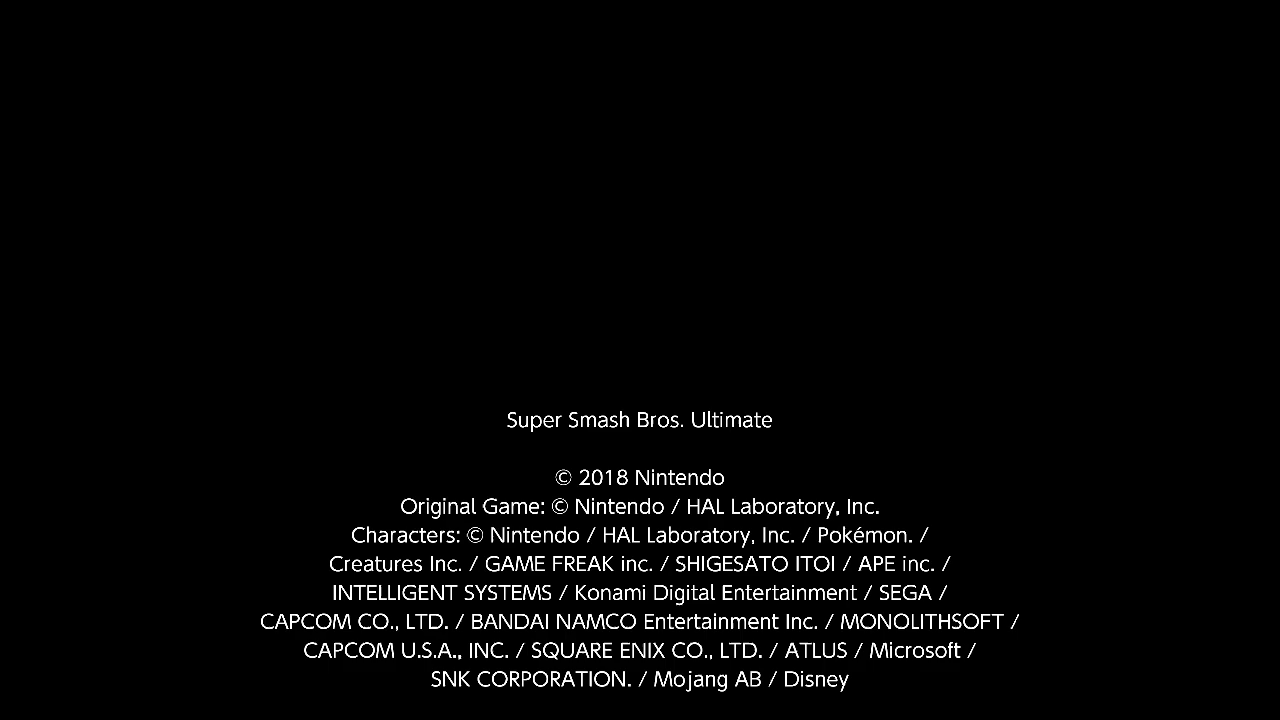 Super Smash Bros. Ultimate
© 2018 Nintendo
Original Game: © Nintendo / HAL Laboratory, Inc.
Characters: © Nintendo / HAL Laboratory, Inc. / Pokémon. /
Creatures Inc. / GAME FREAK inc. / SHIGESATO ITOI / APE inc. /
INTELLIGENT SYSTEMS / Konami Digital Entertainment / SEGA /
CAPCOM CO., LTD. / BANDAI NAMCO Entertainment Inc. / MONOLITHSOFT /
CAPCOM U.S.A., INC. / SQUARE ENIX CO., LTD. / ATLUS / Microsoft /
SNK CORPORATION. / Mojang AB / Disney